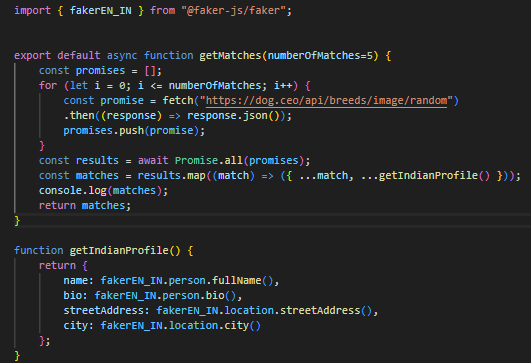 import { fakerEN_IN } from "@faker-js/faker";
export default async function getMatches(numberOfMatches=5) {
    const promises = [];
    for (let i = 0; i <= numberOfMatches; i++) {
        const promise = fetch("https://dog.ceo/api/breeds/image/random")
        .then((response) => response.json());
        promises.push(promise);
    }
    const results = await Promise.all(promises);
    const matches = results.map((match) => ({ ...match, ...getIndianProfile() }));
    console.log(matches);
    return matches;
}
function getIndianProfile() {
    return {
        name: fakerEN_IN.person.fullName(),
        bio: fakerEN_IN.person.bio(),
        streetAddress: fakerEN_IN.location.streetAddress(),
        city: fakerEN_IN.location.city()
    };
}